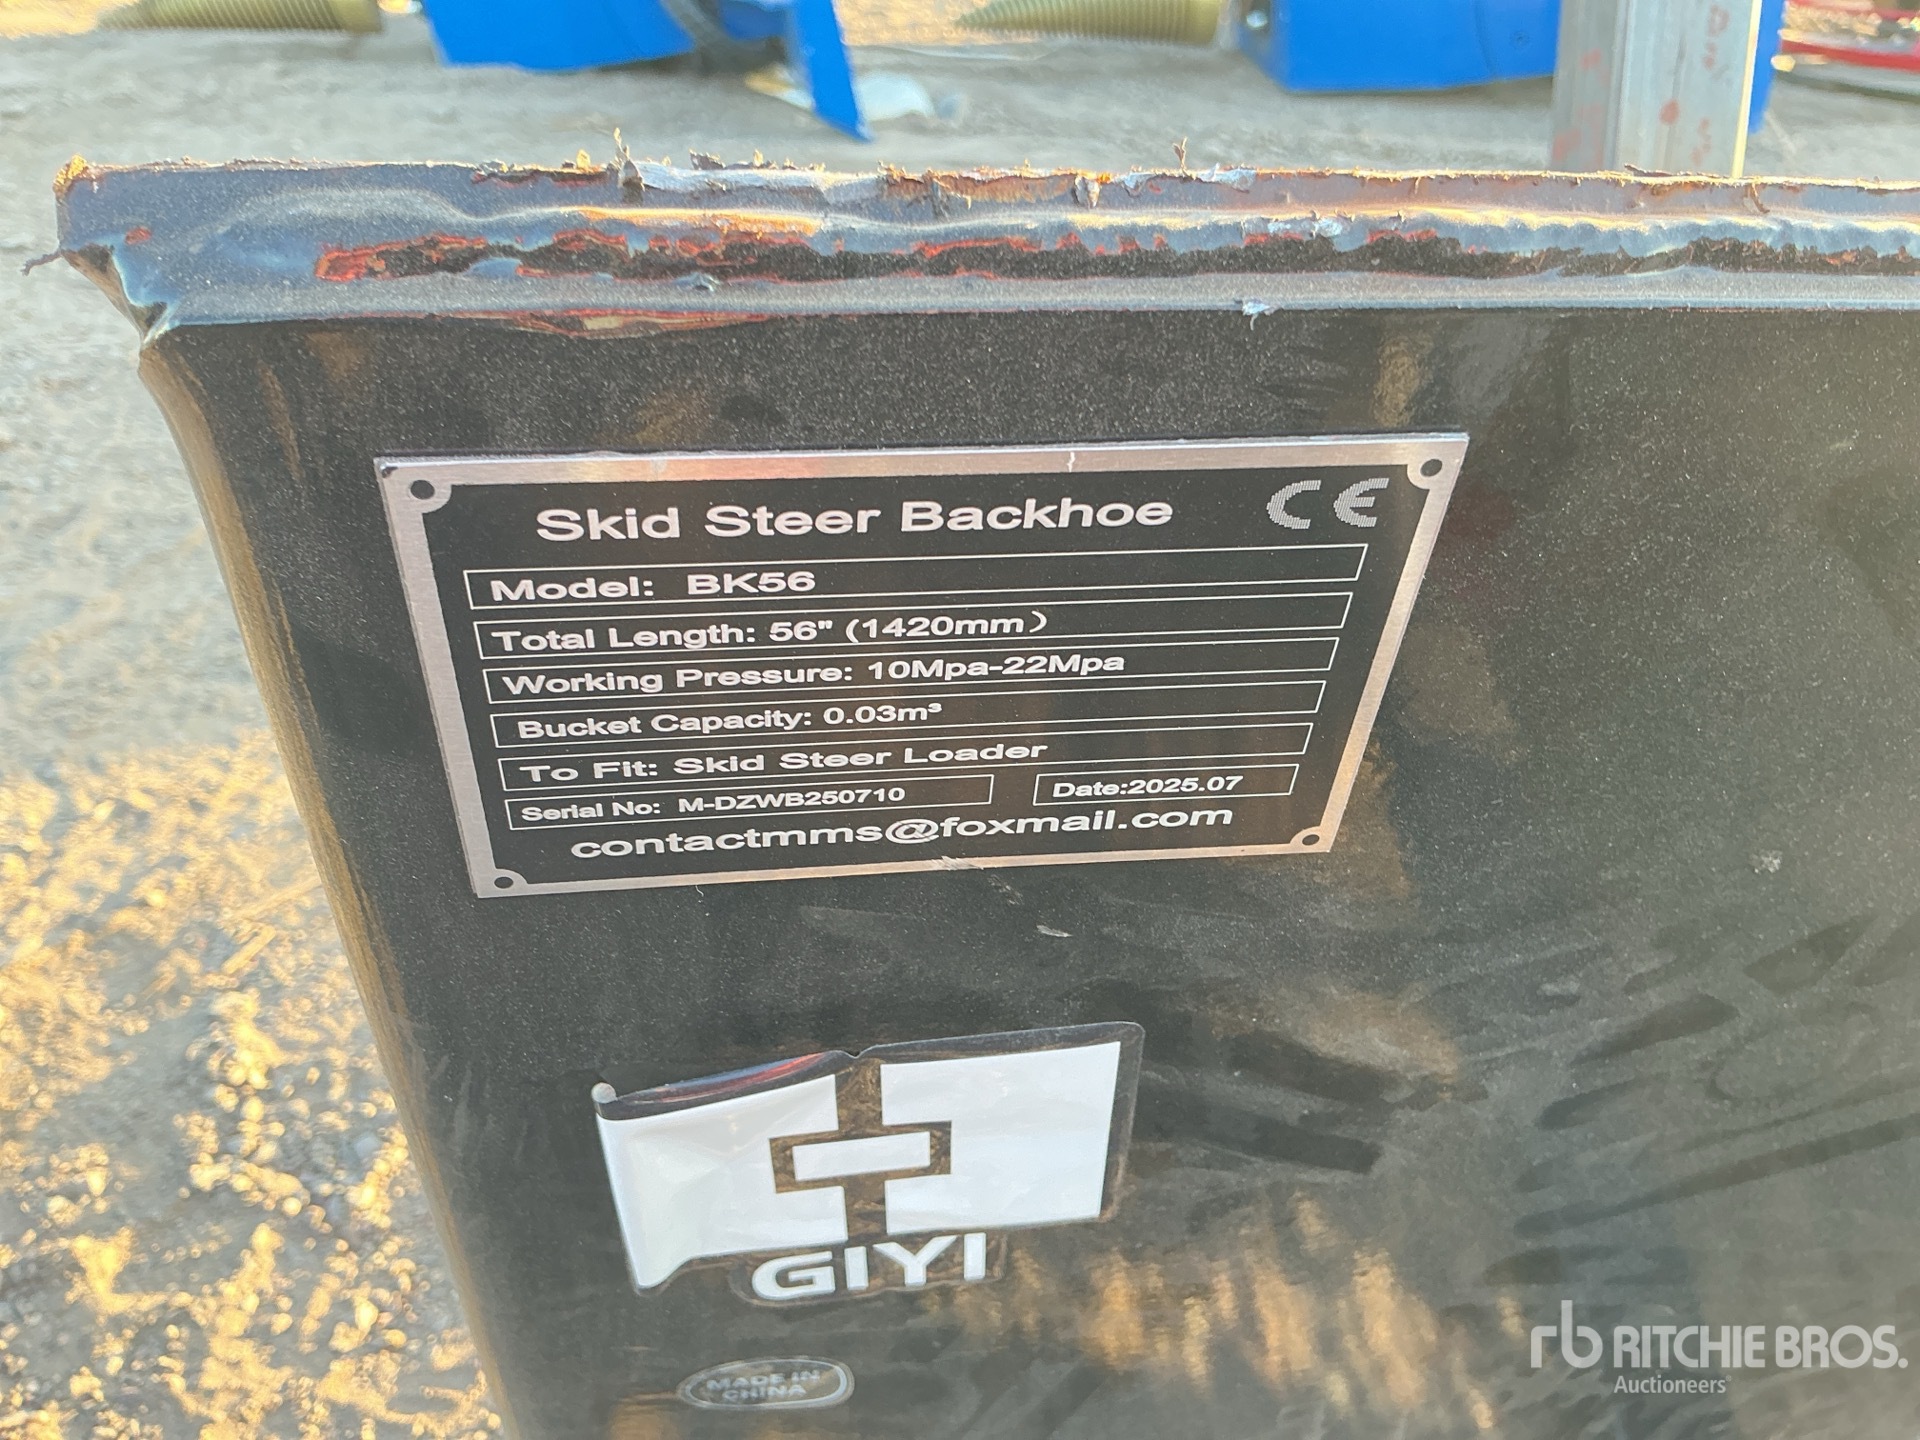 Skid Steer Backhoe CE
Model: BK56
Total Length: 56" (1420mm)
Working Pressure: 10Mpa-22Mpa
Bucket Capacity: 0.03m³
To Fit: Skid Steer Loader
Serial No: M-DZWB250710 Date:2025.07
contactmms@foxmail.com
GIYI
MADE IN
CHINA
rb RITCHIE BROS.
Auctioneers